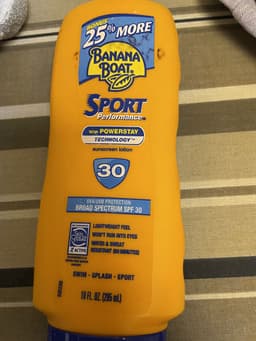 BONUS
25% MORE
BANANA
BOAT
SPORT
Performance
WITH POWERSTAY
TECHNOLOGY
sunscreen lotion
30
UVA/UVB PROTECTION
BROAD SPECTRUM SPF 30
LIGHTWEIGHT FEEL
WON'T RUN INTO EYES
WATER & SWEAT
RESISTANT (80 MINUTES)
SWIM • SPLASH • SPORT
10 FL. OZ. (295 mL)